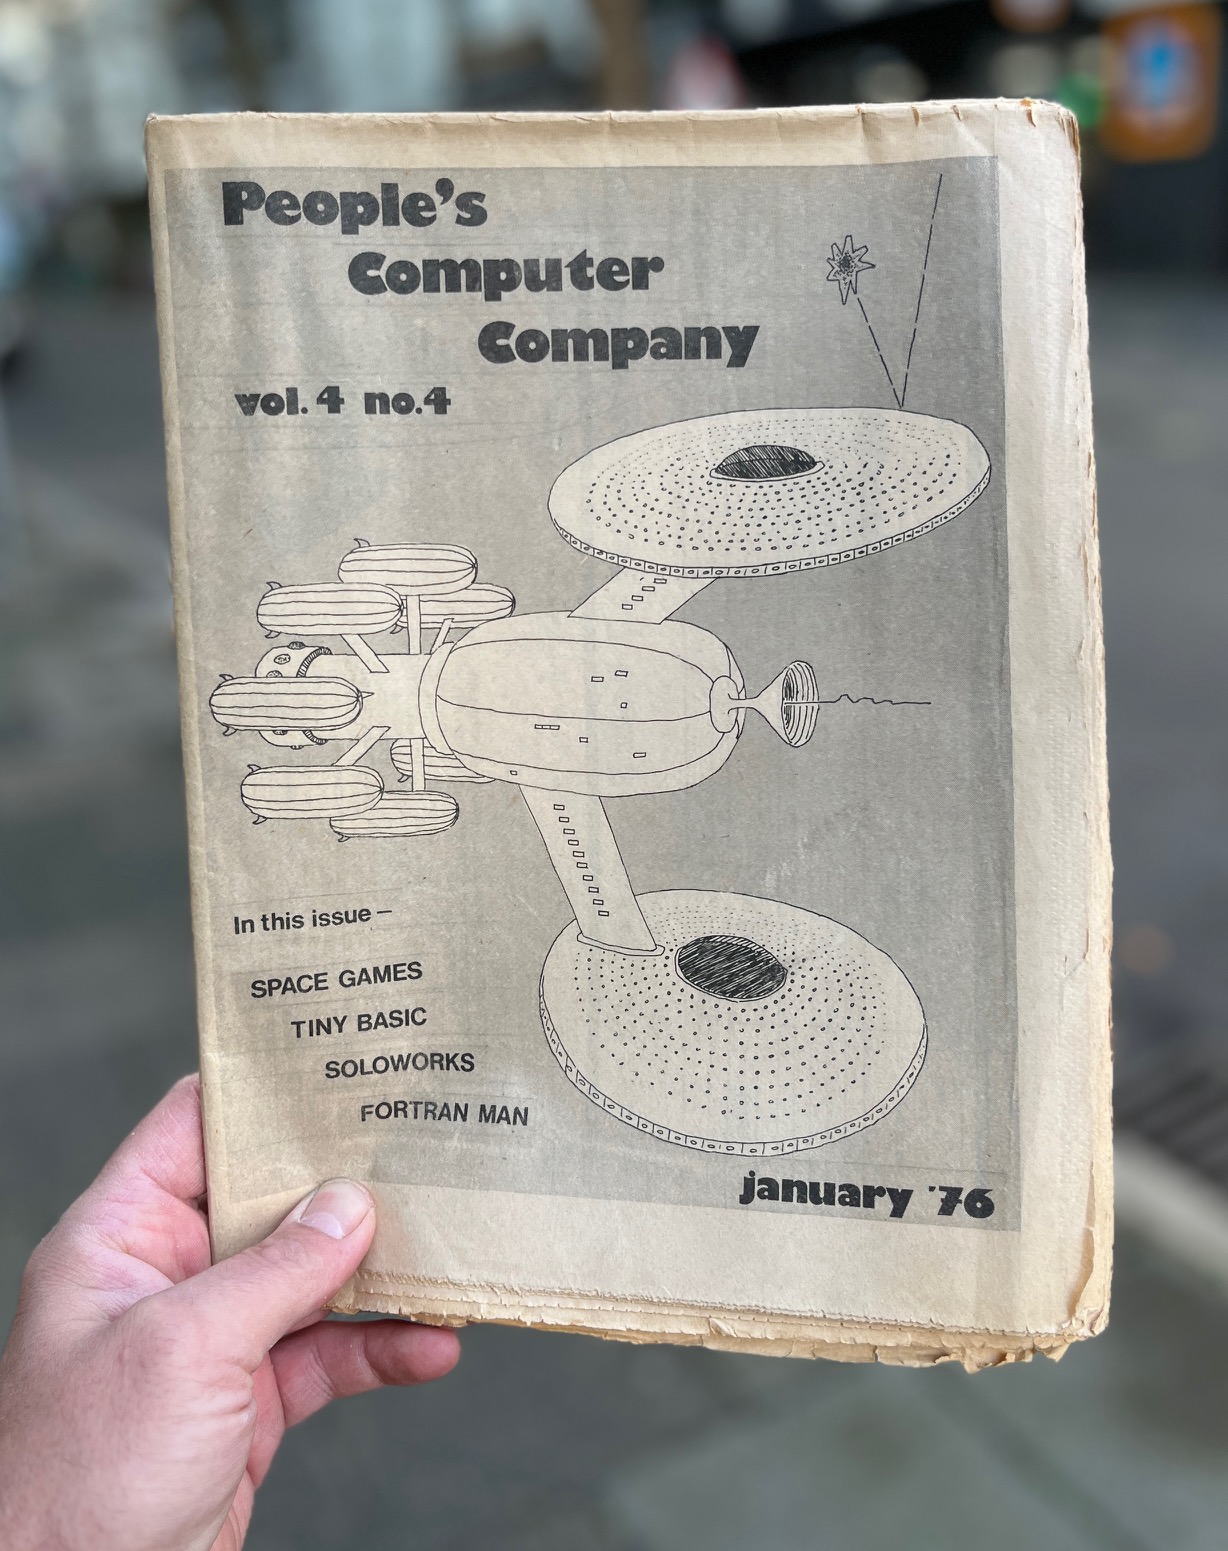 People's
Computer
Company
vol. 4 no.4
In this issue —
SPACE GAMES
TINY BASIC
SOLOWORKS
FORTRAN MAN
january '76